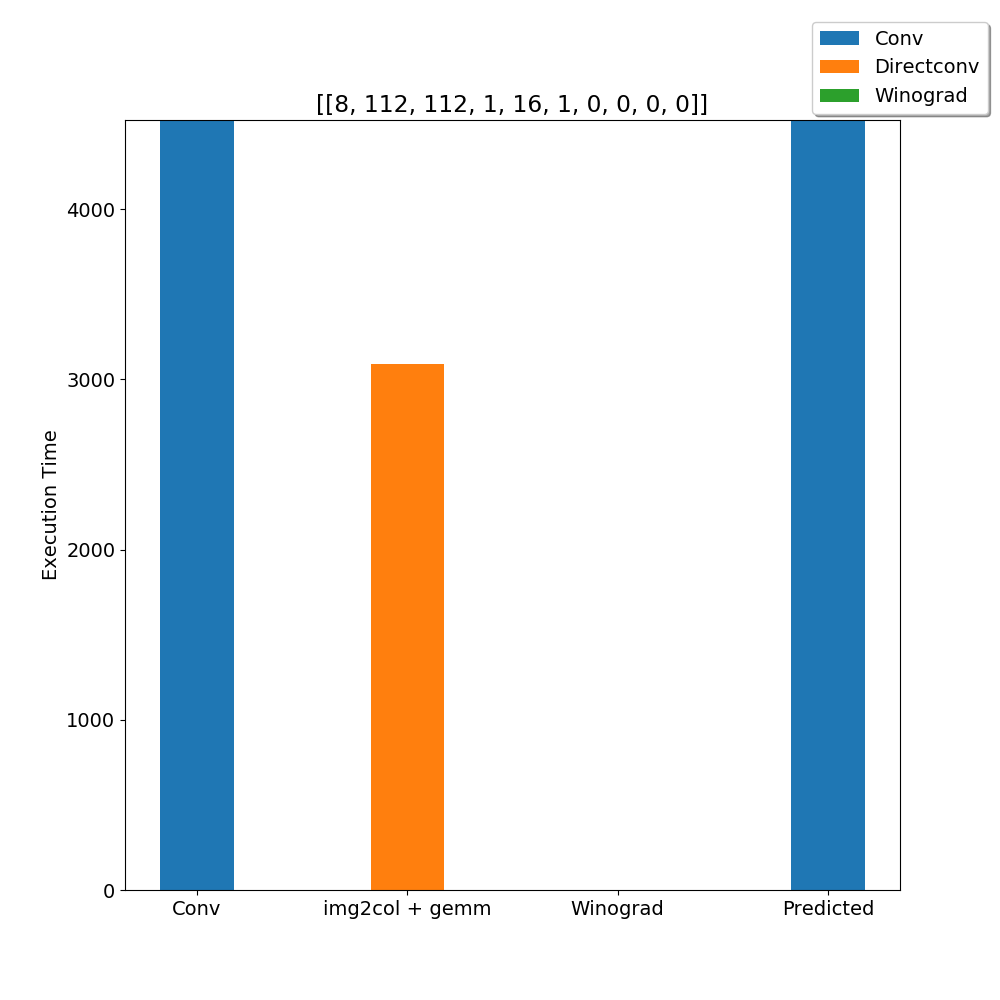 Conv
Directconv
Winograd
[[8, 112, 112, 1, 16, 1, 0, 0, 0, 0]]
4000
3000
2000
1000
0
Execution Time
Conv
img2col + gemm
Winograd
Predicted